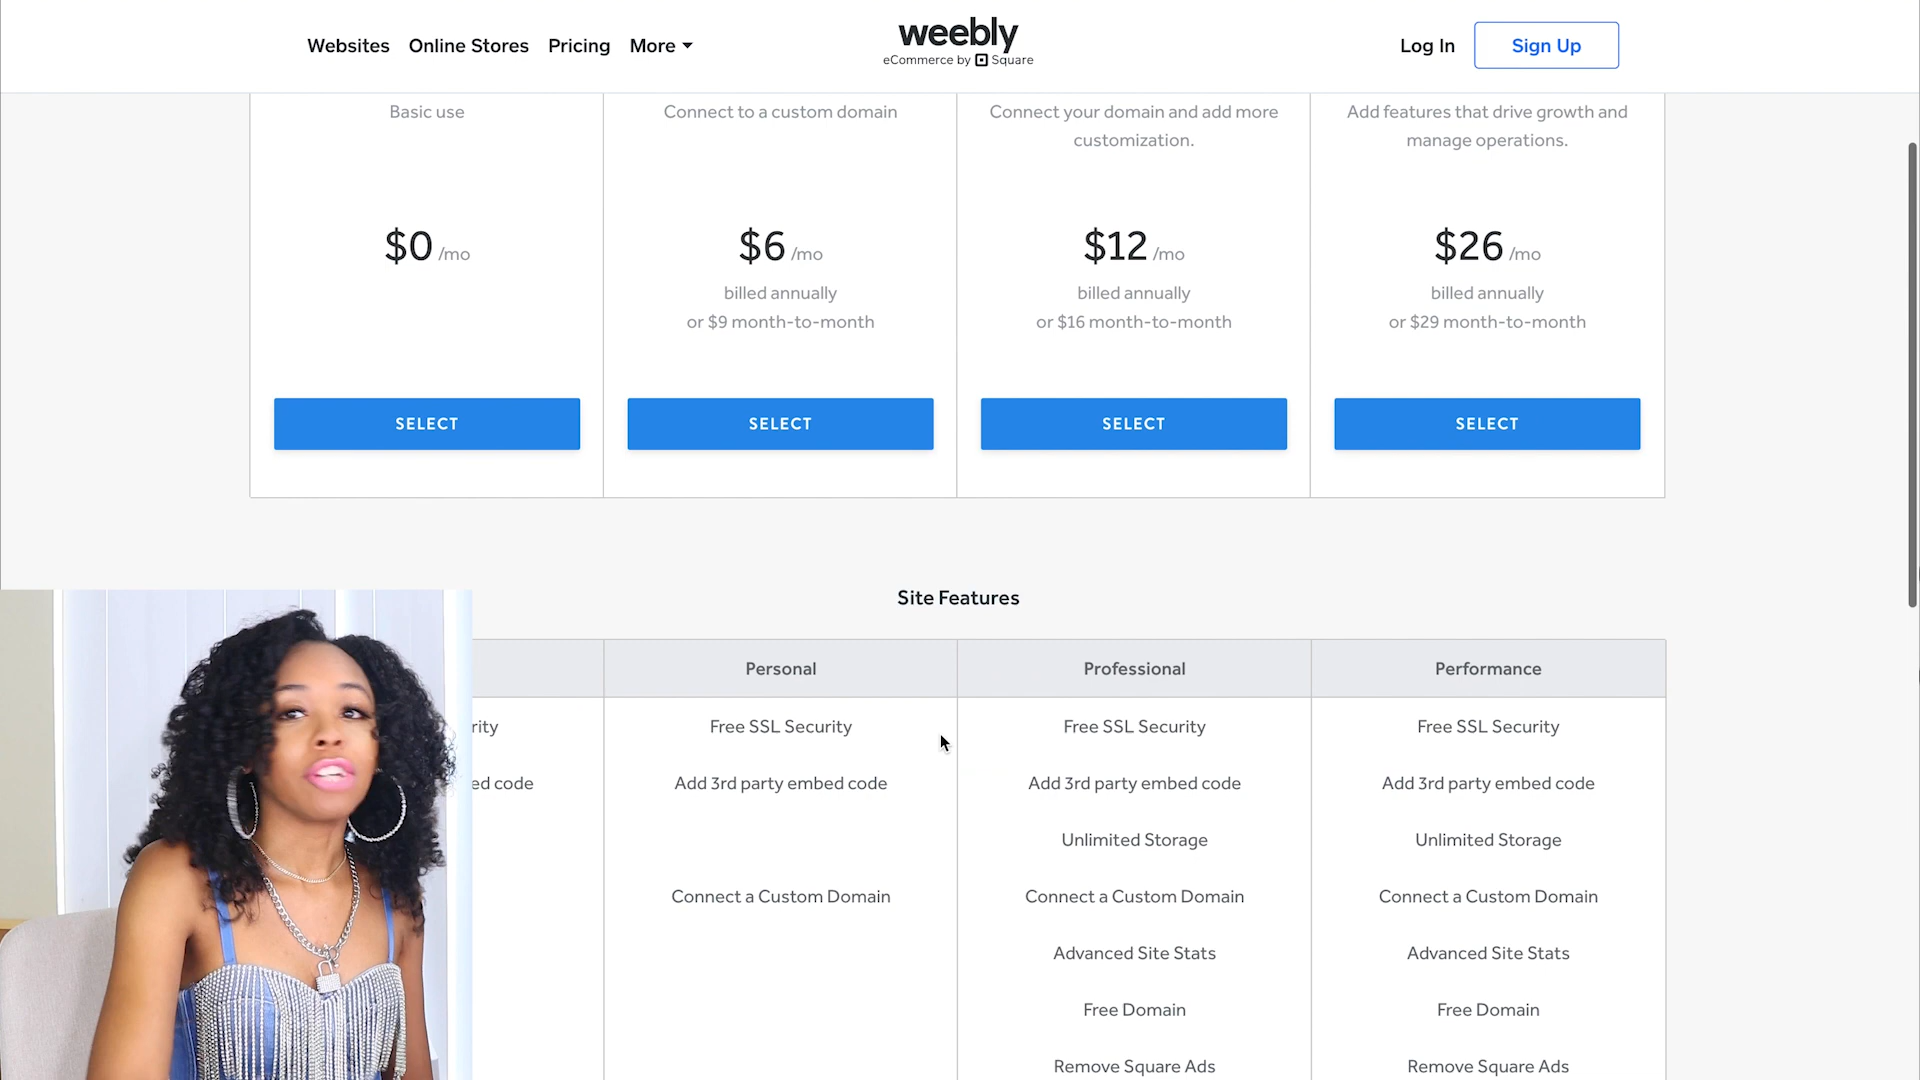 Websites Online Stores Pricing More
weebly
eCommerce by Square
Log In Sign Up
Basic use
Connect to a custom domain
Connect your domain and add more
customization.
Add features that drive growth and
manage operations.
$0 /mo
$6 /mo
billed annually
or $9 month-to-month
$12 /mo
billed annually
or $16 month-to-month
$26 /mo
billed annually
or $29 month-to-month
SELECT SELECT SELECT SELECT
Site Features
Personal Professional Performance
rity Free SSL Security Free SSL Security Free SSL Security
ed code Add 3rd party embed code Add 3rd party embed code Add 3rd party embed code
Unlimited Storage Unlimited Storage
Connect a Custom Domain Connect a Custom Domain Connect a Custom Domain
Advanced Site Stats Advanced Site Stats
Free Domain Free Domain
Remove Square Ads Remove Square Ads